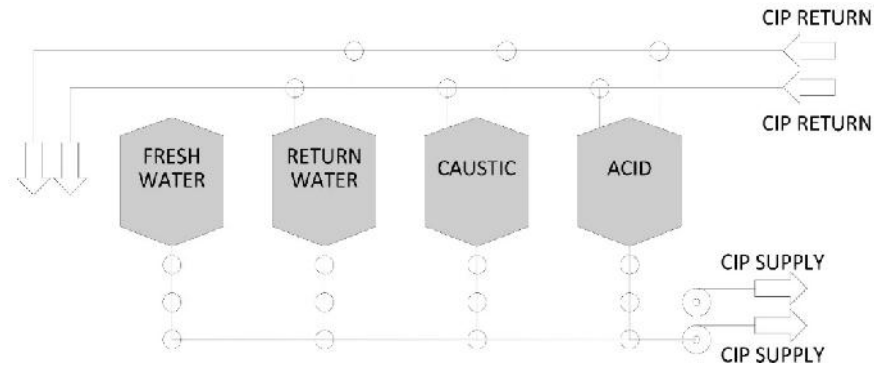 CIP RETURN
CIP RETURN
FRESH
WATER
RETURN
WATER
CAUSTIC
ACID
CIP SUPPLY
CIP SUPPLY